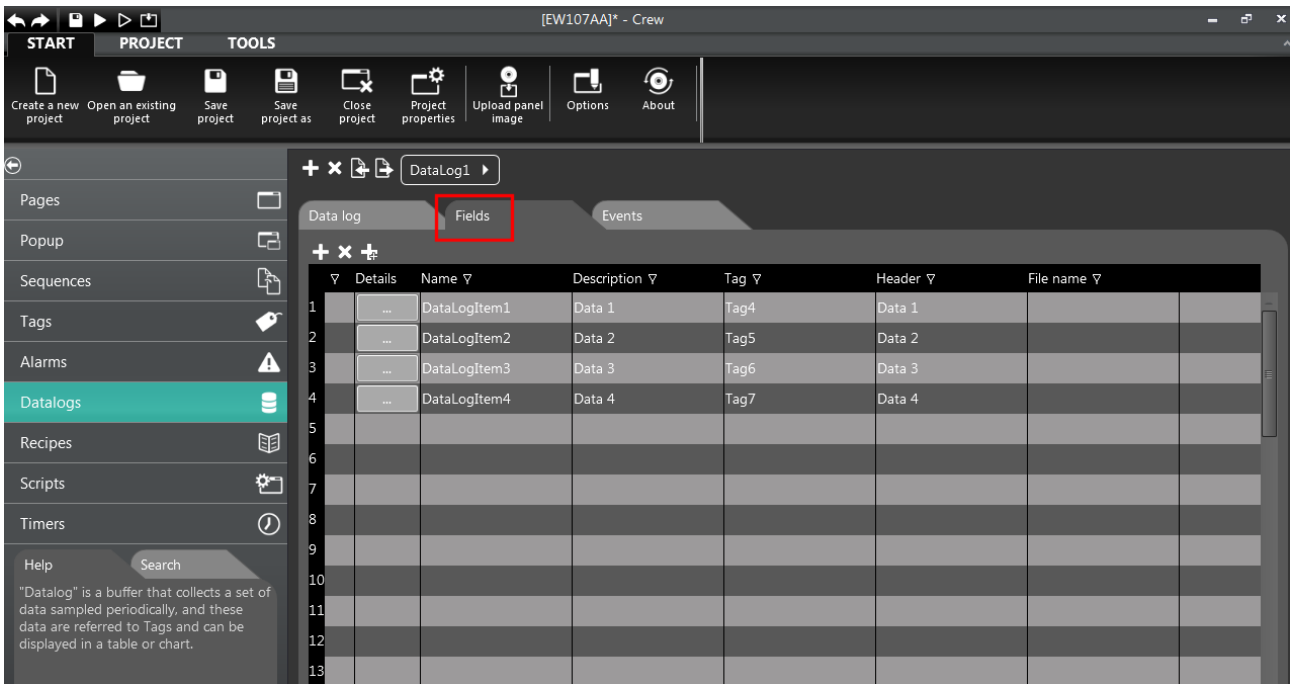 [EW107AA]* - Crew
START PROJECT TOOLS
Create a new project
Open an existing project
Save project
Save project as
Close project
Project properties
Upload panel image
Options
About
DataLog1
Pages
Popup
Sequences
Tags
Alarms
Datalogs
Recipes
Scripts
Timers
Help Search
"Datalog" is a buffer that collects a set of
data sampled periodically, and these
data are referred to Tags and can be
displayed in a table or chart.
Data log Fields Events
Details Name Description Tag Header File name
1 ... DataLogItem1 Data 1 Tag4 Data 1
2 ... DataLogItem2 Data 2 Tag5 Data 2
3 ... DataLogItem3 Data 3 Tag6 Data 3
4 ... DataLogItem4 Data 4 Tag7 Data 4
5
6
7
8
9
10
11
12
13